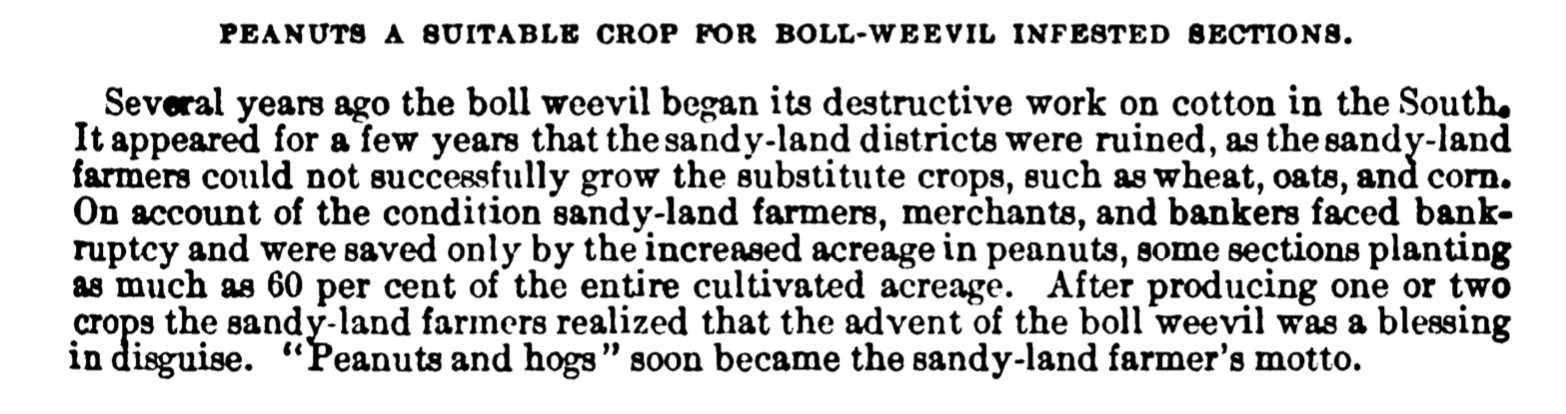 PEANUTS A SUITABLE CROP FOR BOLL-WEEVIL INFESTED SECTIONS.
Several years ago the boll weevil began its destructive work on cotton in the South.
It appeared for a few years that the sandy-land districts were ruined, as the sandy-land
farmers could not successfully grow the substitute crops, such as wheat, oats, and corn.
On account of the condition sandy-land farmers, merchants, and bankers faced bank-
ruptcy and were saved only by the increased acreage in peanuts, some sections planting
as much as 60 per cent of the entire cultivated acreage. After producing one or two
crops the sandy-land farmers realized that the advent of the boll weevil was a blessing
in disguise. “Peanuts and hogs” soon became the sandy-land farmer's motto.